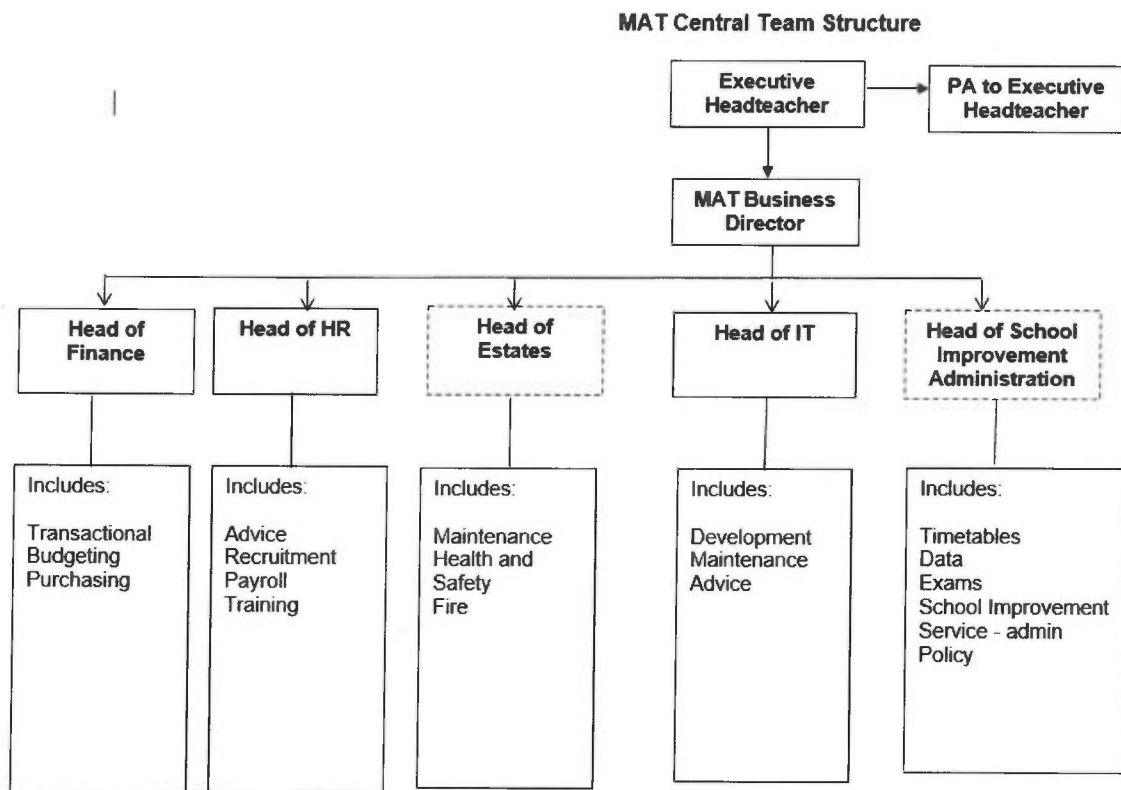 MAT Central Team Structure
Executive
Headteacher
PA to Executive
Headteacher
MAT Business
Director
Head of
Finance
Head of HR
Head of
Estates
Head of IT
Head of School
Improvement
Administration
Includes:
Transactional
Budgeting
Purchasing
Includes:
Advice
Recruitment
Payroll
Training
Includes:
Maintenance
Health and
Safety
Fire
Includes:
Development
Maintenance
Advice
Includes:
Timetables
Data
Exams
School Improvement
Service - admin
Policy